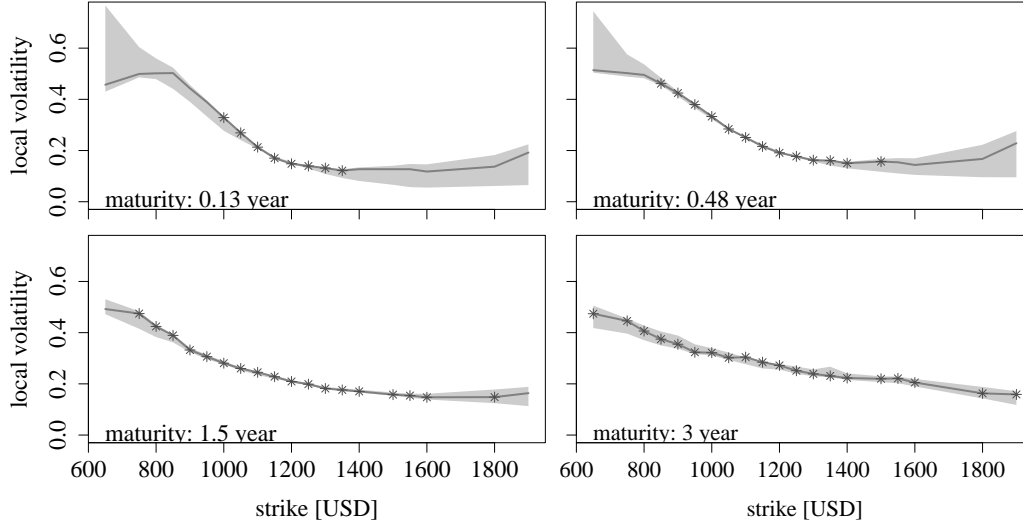 local volatility
0.0 0.2 0.4 0.6
maturity: 0.13 year
maturity: 0.48 year
local volatility
0.0 0.2 0.4 0.6
maturity: 1.5 year
maturity: 3 year
600 800 1000 1200 1400 1600 1800
600 800 1000 1200 1400 1600 1800
strike [USD]
strike [USD]